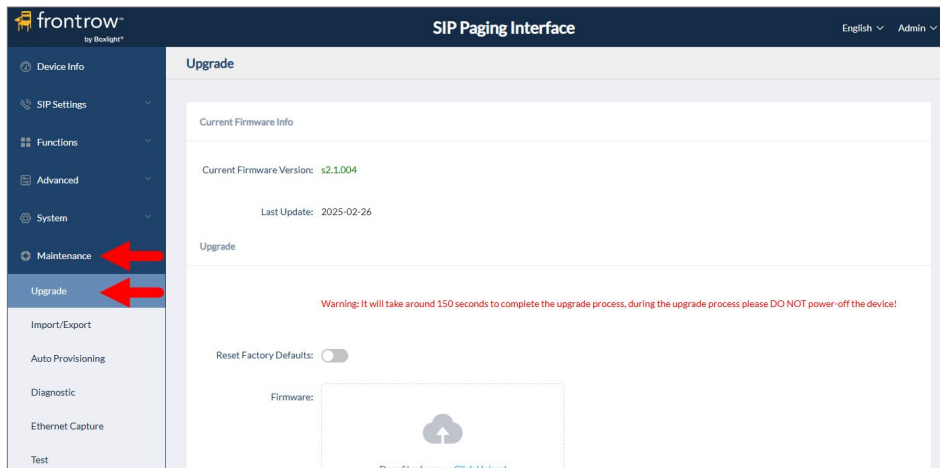 frontrow™
by Boxlight®
SIP Paging Interface
English
Admin
Device Info
SIP Settings
Functions
Advanced
System
Maintenance
Upgrade
Import/Export
Auto Provisioning
Diagnostic
Ethernet Capture
Test
Upgrade
Current Firmware Info
Current Firmware Version: s2.1.004
Last Update: 2025-02-26
Upgrade
Warning: It will take around 150 seconds to complete the upgrade process, during the upgrade process please DO NOT power-off the device!
Reset Factory Defaults:
Firmware: